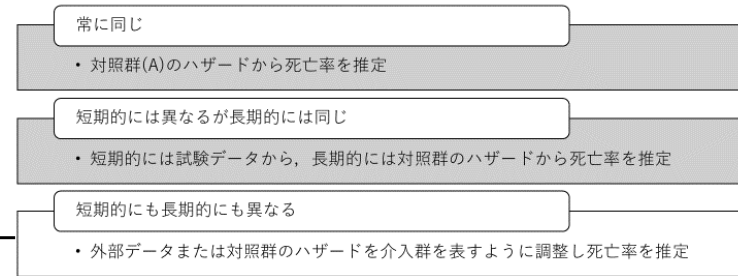 常に同じ
• 対照群(A)のハザードから死亡率を推定
短期的には異なるが長期的には同じ
• 短期的には試験データから，長期的には対照群のハザードから死亡率を推定
短期的にも長期的にも異なる
• 外部データまたは対照群のハザードを介入群を表すように調整し死亡率を推定